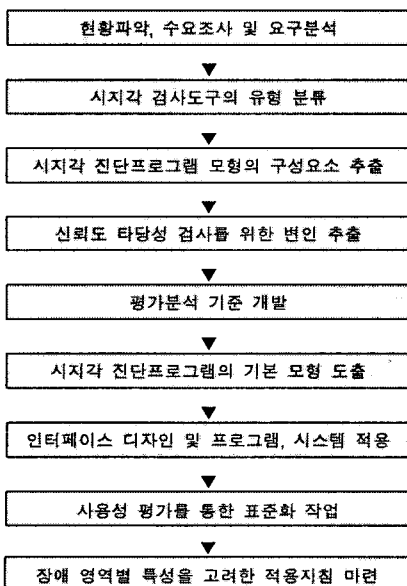 현황파악, 수요조사 및 요구분석
시지각 검사도구의 유형 분류
시지각 진단프로그램 모형의 구성요소 추출
신뢰도 타당성 검사를 위한 변인 추출
평가분석 기준 개발
시지각 진단프로그램의 기본 모형 도출
인터페이스 디자인 및 프로그램, 시스템 적용
사용성 평가를 통한 표준화 작업
장애 영역별 특성을 고려한 적용지침 마련